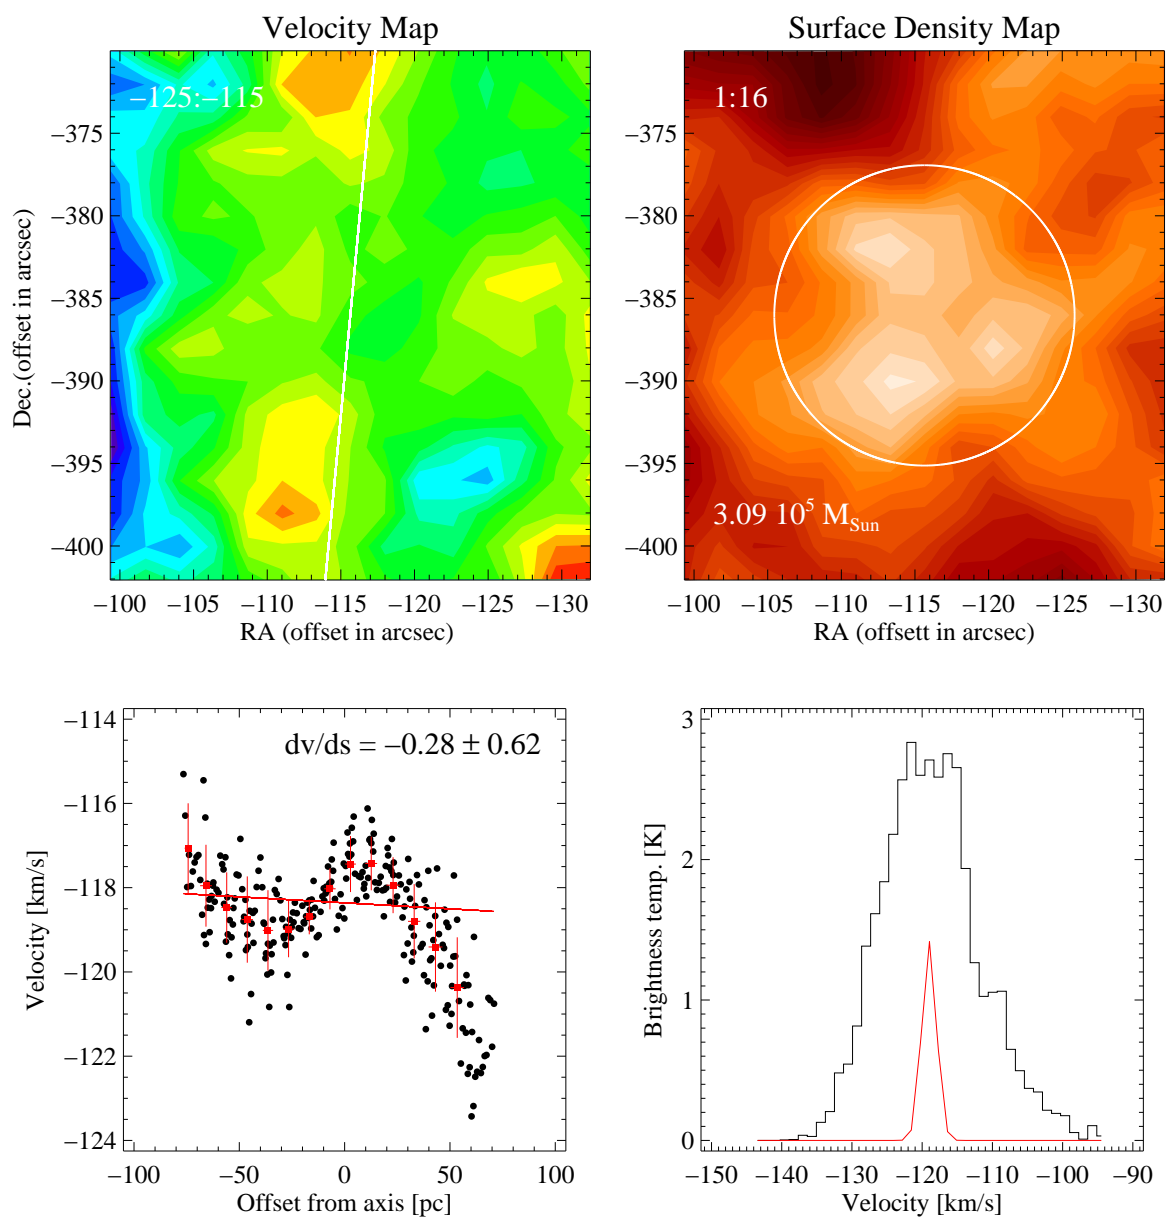 Velocity Map
−125:−115
−375
−380
−385
−390
−395
−400
Dec.(offset in arcsec)
−100 −105 −110 −115 −120 −125 −130
RA (offset in arcsec)
Surface Density Map
1:16
3.09 10⁵ M_Sun
−375
−380
−385
−390
−395
−400
−100 −105 −110 −115 −120 −125 −130
RA (offsett in arcsec)
dv/ds = −0.28 ± 0.62
−114
−116
−118
−120
−122
−124
Velocity [km/s]
−100 −50 0 50 100
Offset from axis [pc]
3
2
1
0
Brightness temp. [K]
−150 −140 −130 −120 −110 −100 −90
Velocity [km/s]